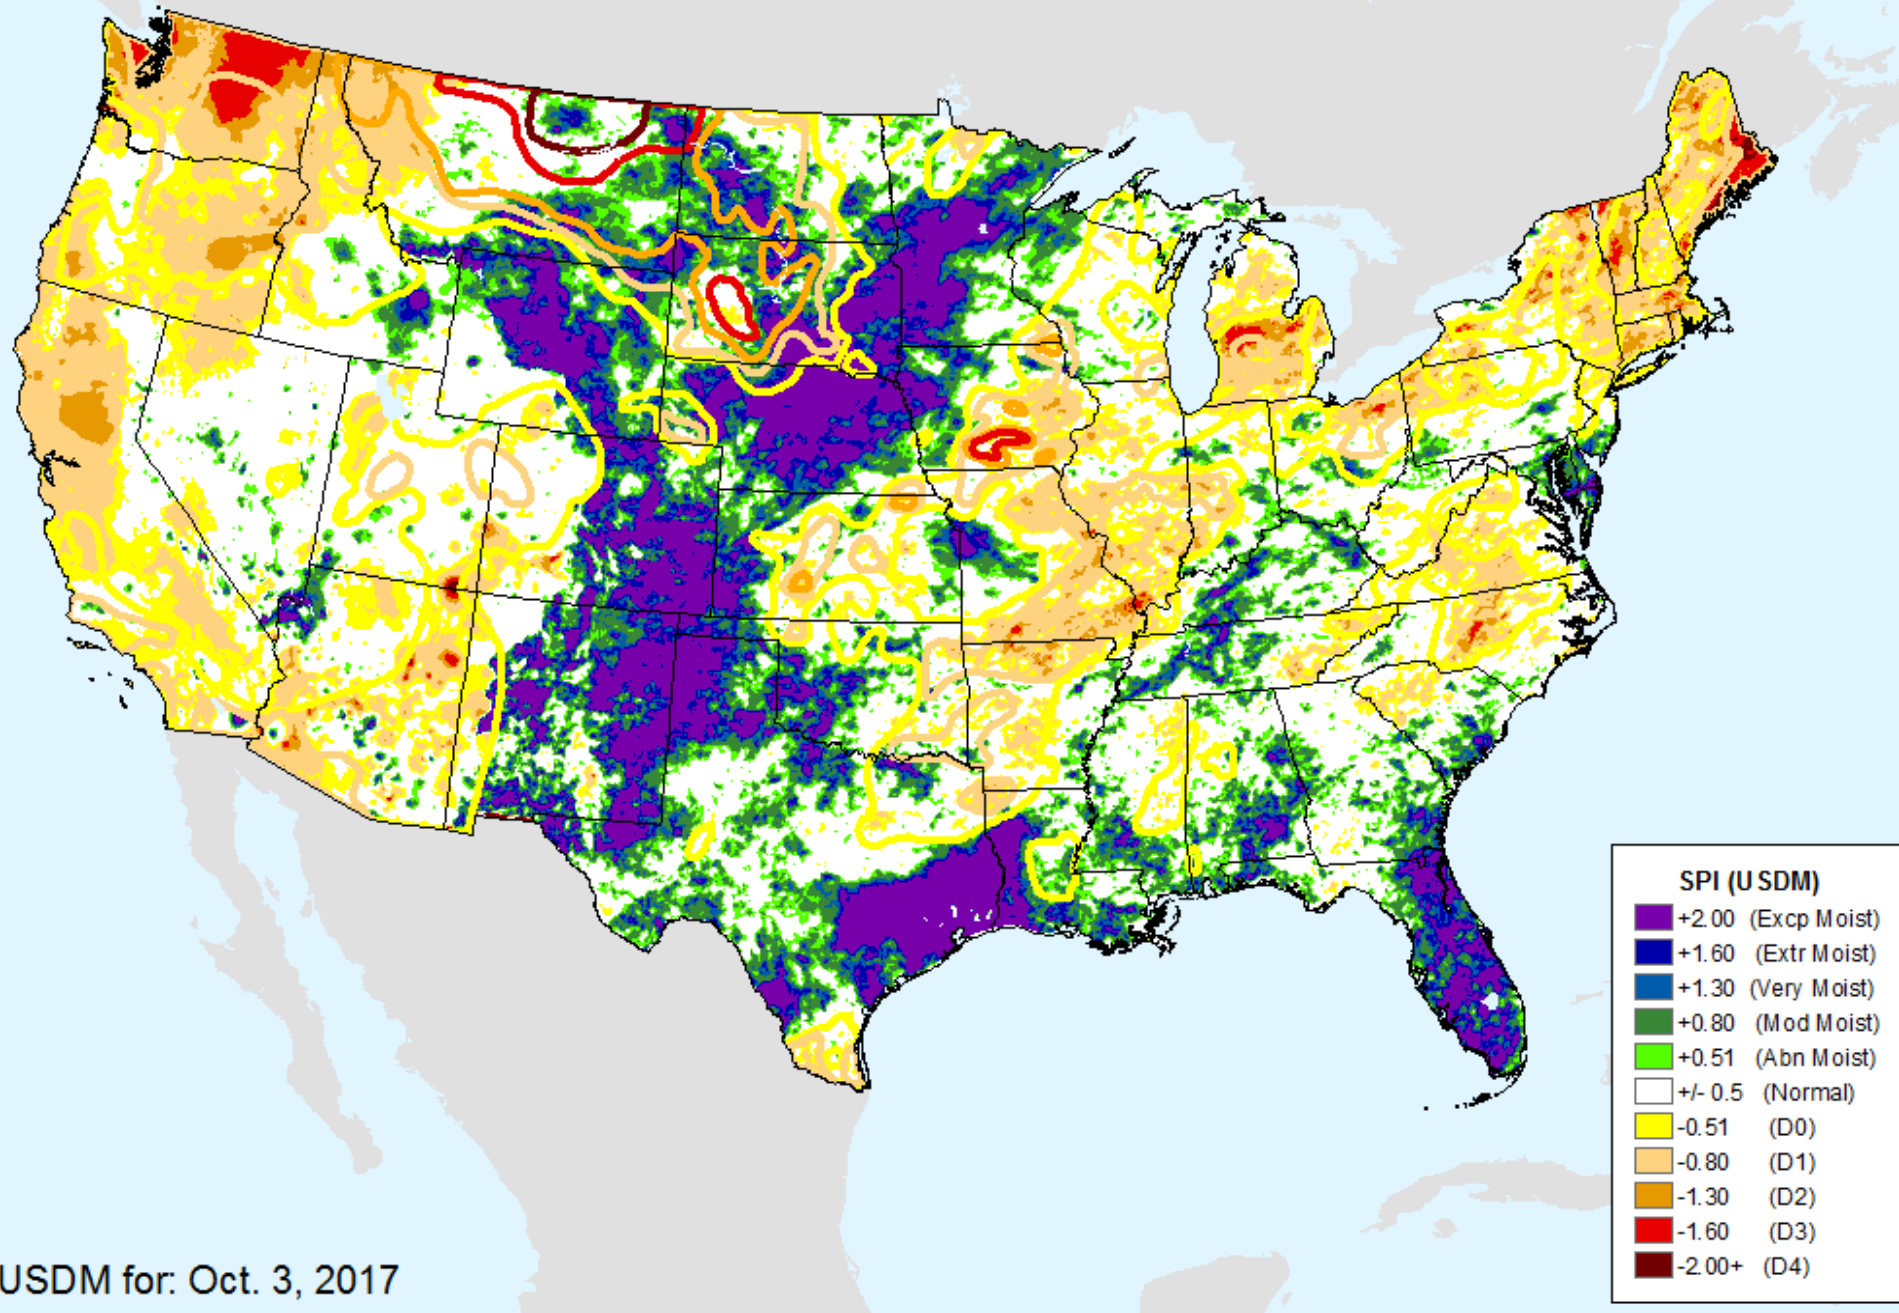 SPI (USDM)
+2.00 (Excp Moist)
+1.60 (Extr Moist)
+1.30 (Very Moist)
+0.80 (Mod Moist)
+0.51 (Abn Moist)
+/- 0.5 (Normal)
-0.51 (D0)
-0.80 (D1)
-1.30 (D2)
-1.60 (D3)
-2.00+ (D4)
USDM for: Oct. 3, 2017